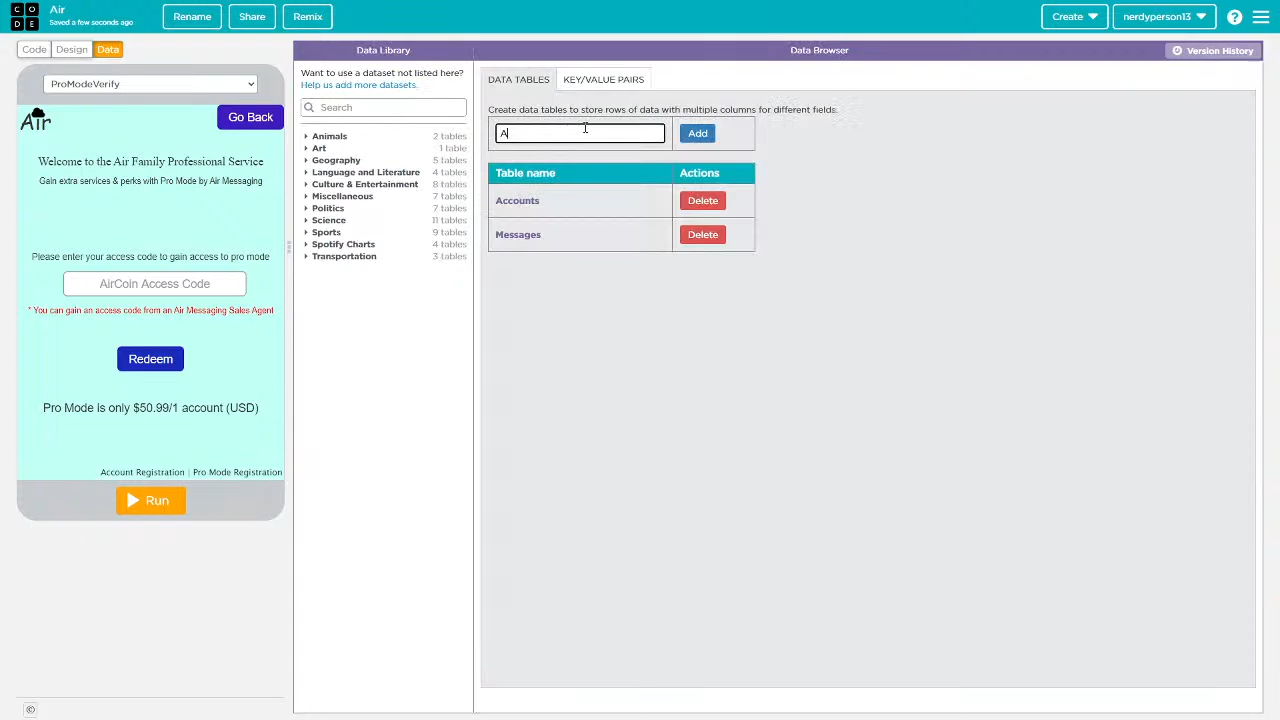 CODE
Air
Saved a few seconds ago
Rename
Share
Remix
Create
nerdyperson13
?
Code
Design
Data
Data Library
Data Browser
Version History
ProModeVerify
Air
Go Back
Welcome to the Air Family Professional Service
Gain extra services & perks with Pro Mode by Air Messaging
Please enter your access code to gain access to pro mode
AirCoin Access Code
* You can gain an access code from an Air Messaging Sales Agent
Redeem
Pro Mode is only $50.99/1 account (USD)
Account Registration | Pro Mode Registration
Run
©
Want to use a dataset not listed here?
Help us add more datasets.
Search
Animals 2 tables
Art 1 table
Geography 5 tables
Language and Literature 4 tables
Culture & Entertainment 8 tables
Miscellaneous 7 tables
Politics 7 tables
Science 11 tables
Sports 9 tables
Spotify Charts 4 tables
Transportation 3 tables
DATA TABLES
KEY/VALUE PAIRS
Create data tables to store rows of data with multiple columns for different fields.
A
Add
Table name Actions
Accounts Delete
Messages Delete